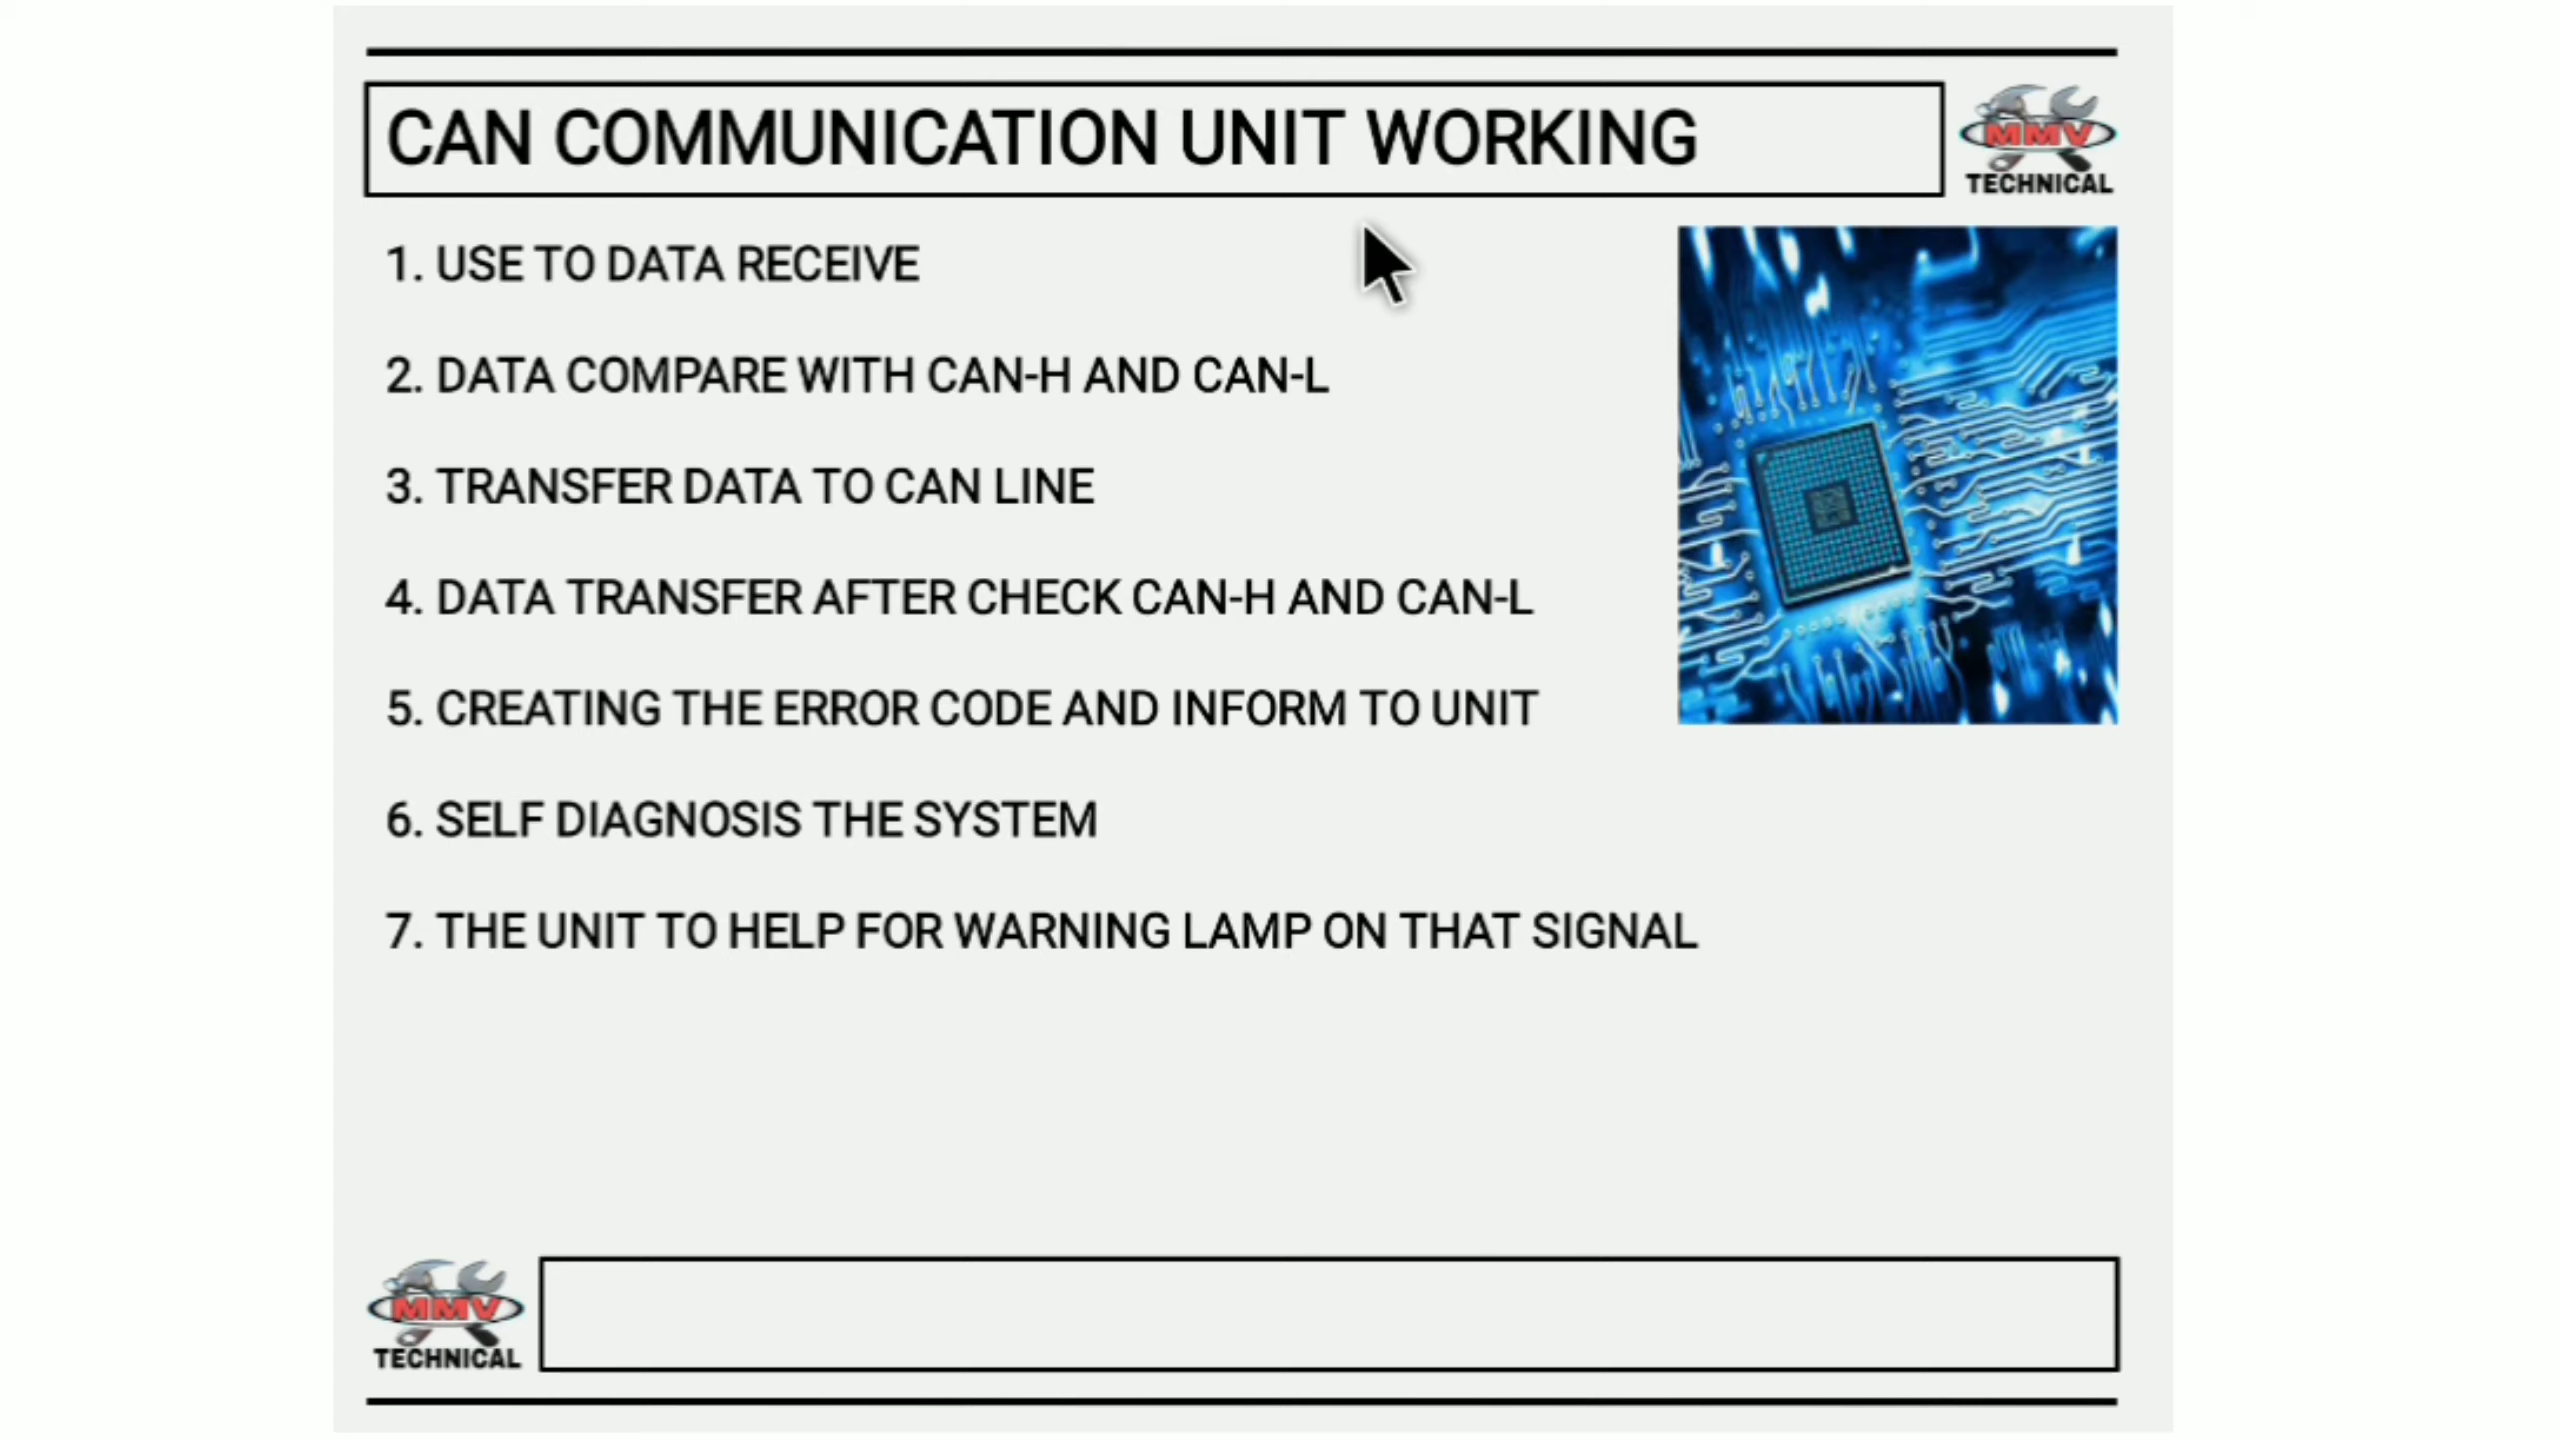 CAN COMMUNICATION UNIT WORKING
MMV
TECHNICAL
1. USE TO DATA RECEIVE
2. DATA COMPARE WITH CAN-H AND CAN-L
3. TRANSFER DATA TO CAN LINE
4. DATA TRANSFER AFTER CHECK CAN-H AND CAN-L
5. CREATING THE ERROR CODE AND INFORM TO UNIT
6. SELF DIAGNOSIS THE SYSTEM
7. THE UNIT TO HELP FOR WARNING LAMP ON THAT SIGNAL
MMV
TECHNICAL